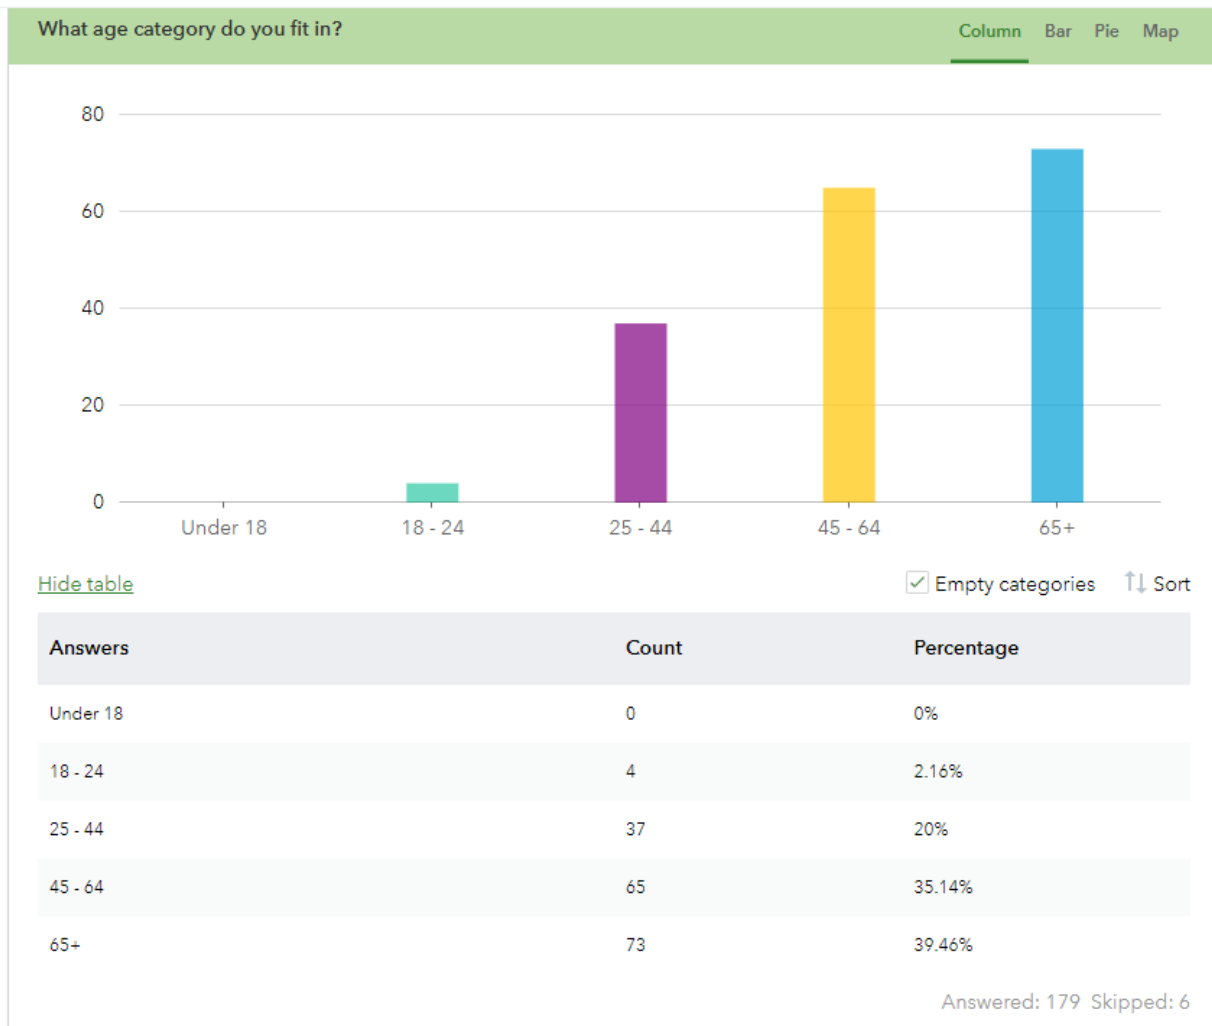 What age category do you fit in? Column Bar Pie Map
80
60
40
20
0
Under 18 18 - 24 25 - 44 45 - 64 65+
Hide table Empty categories Sort
Answers Count Percentage
Under 18 0 0%
18 - 24 4 2.16%
25 - 44 37 20%
45 - 64 65 35.14%
65+ 73 39.46%
Answered: 179 Skipped: 6